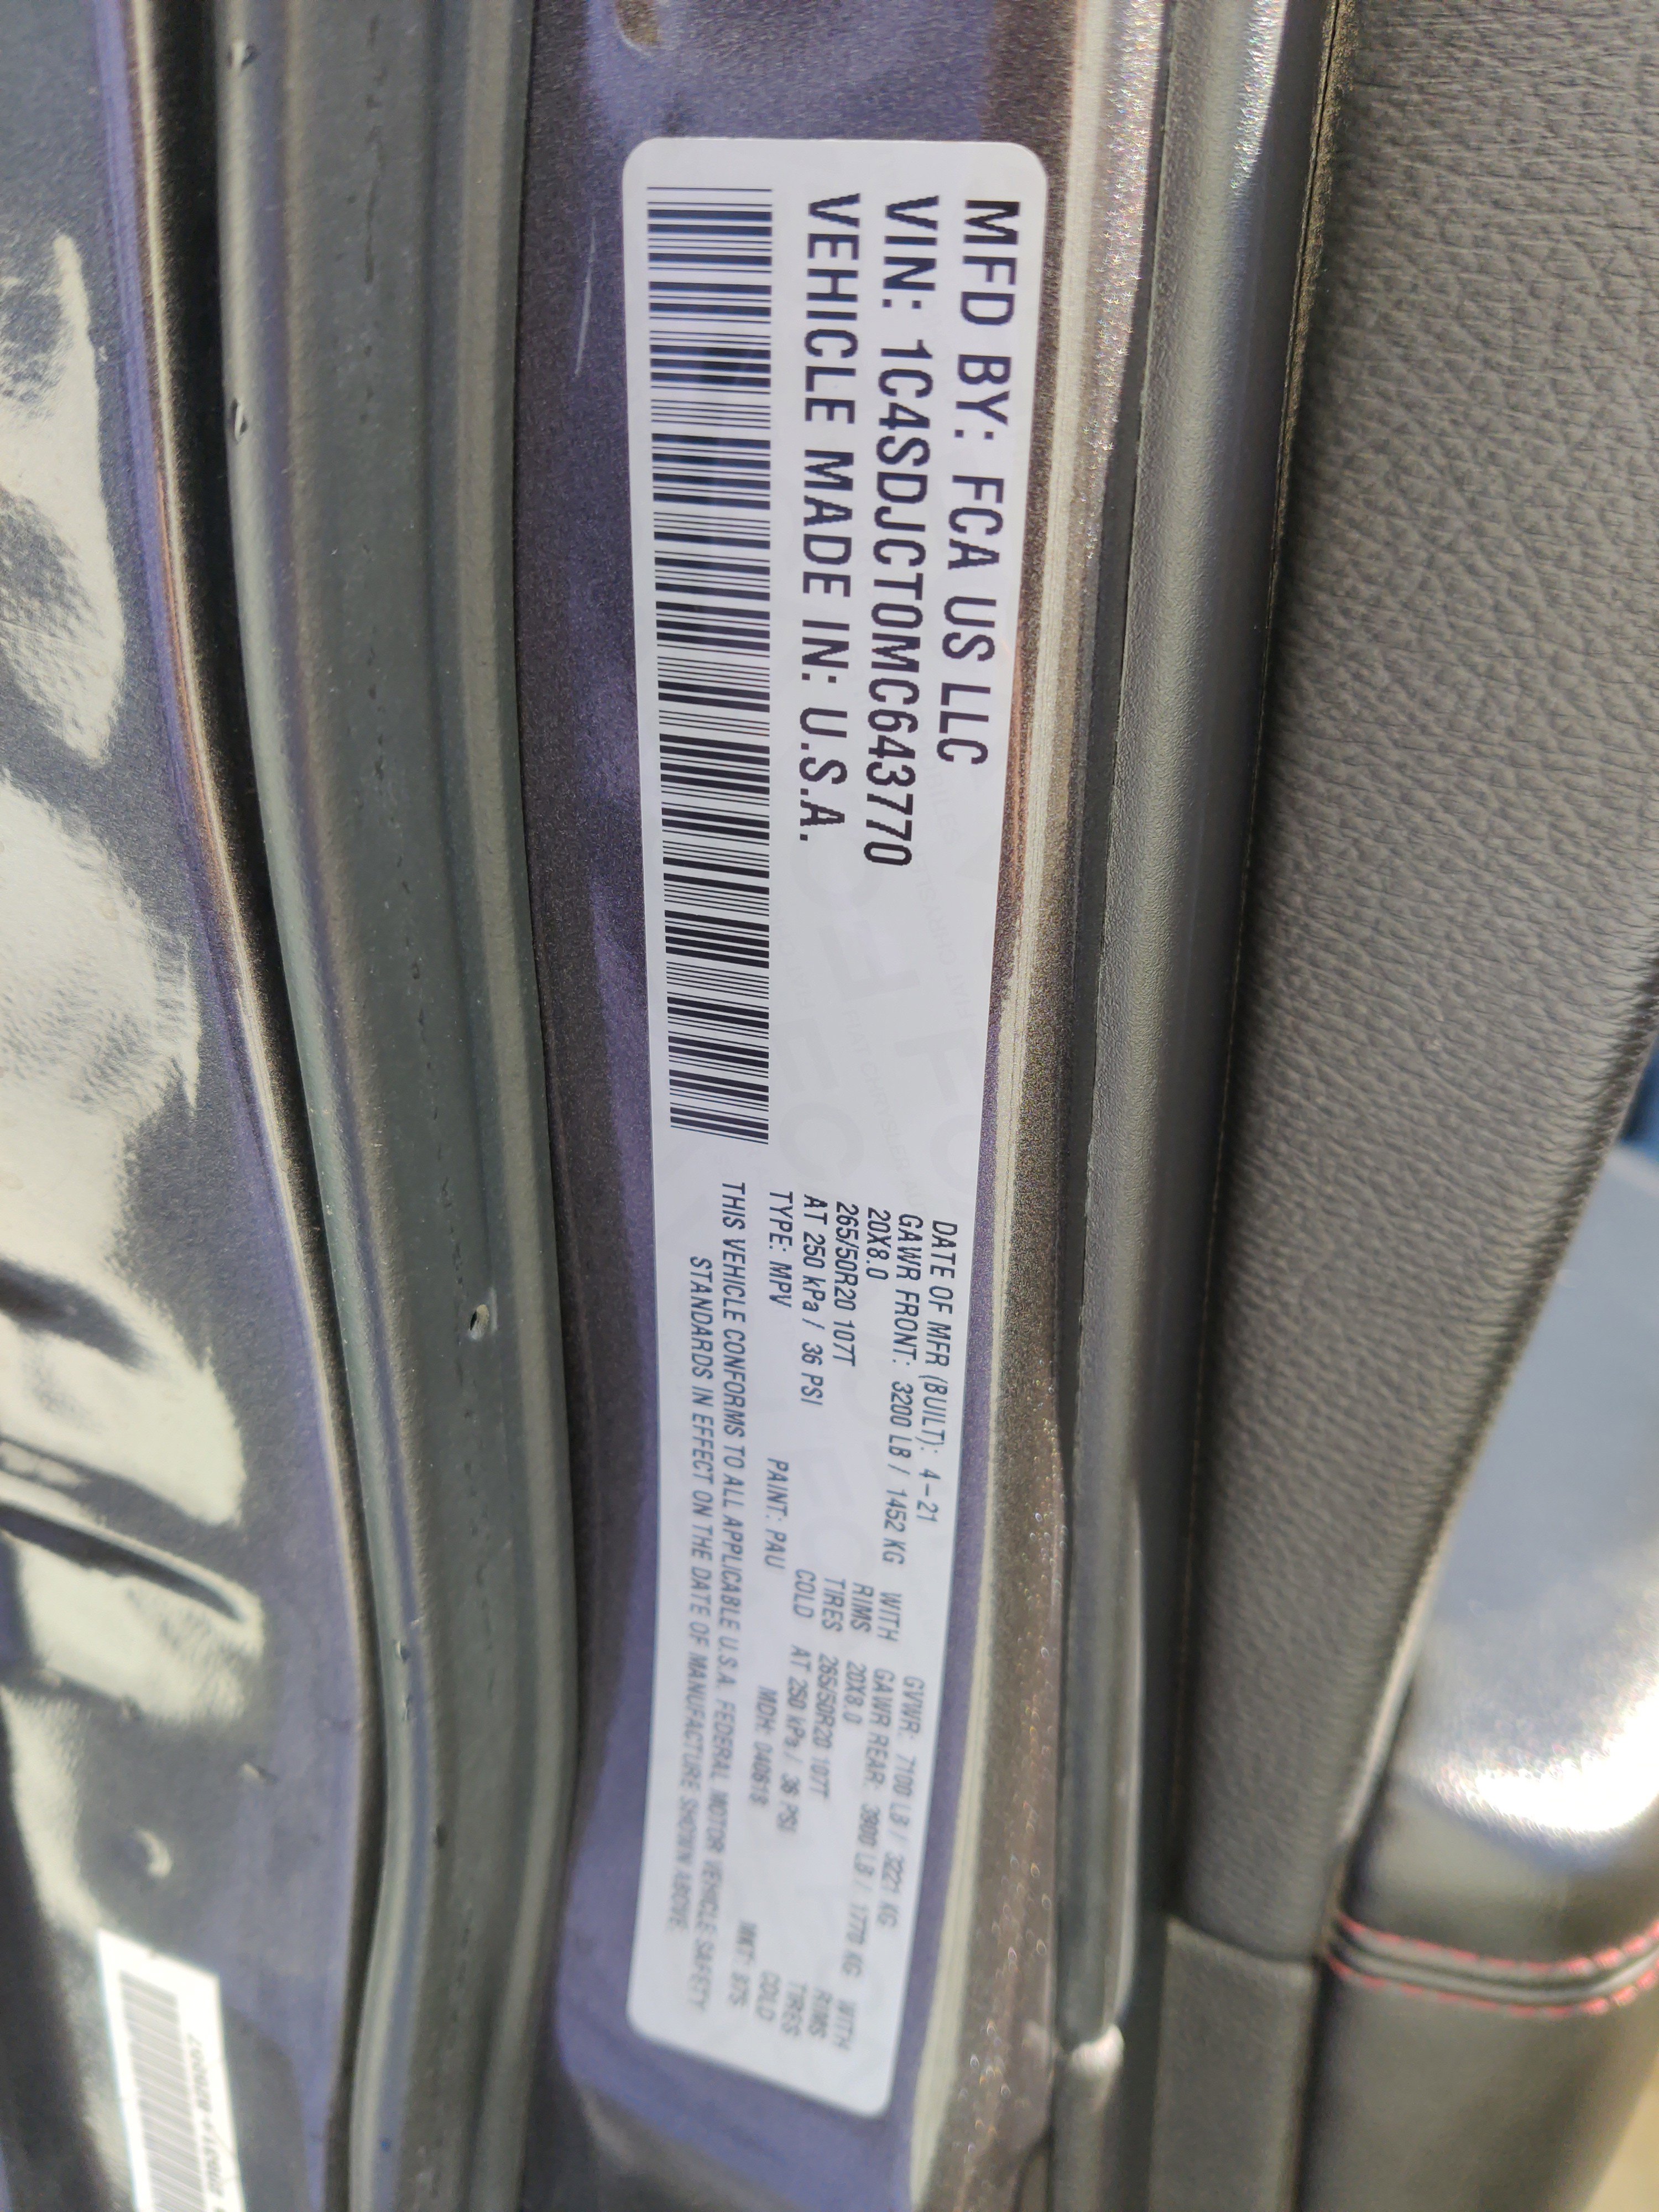 MFD BY: FCA US LLC
VIN: 1C4SDJCT0MC643770
VEHICLE MADE IN: U.S.A.
DATE OF MFR (BUILT): 4-21 GVWR: 7100 LB / 3221 KG
GAWR FRONT: 3200 LB / 1452 KG WITH GAWR REAR: 3900 LB / 1770 KG WITH
20X8.0 RIMS 20X8.0 RIMS
265/50R20 107T TIRES 265/50R20 107T TIRES
AT 250 kPa / 36 PSI COLD AT 250 kPa / 36 PSI COLD
TYPE: MPV PAINT: PAU MDH: 040618 MKT: 
THIS VEHICLE CONFORMS TO ALL APPLICABLE U.S.A. FEDERAL MOTOR VEHICLE SAFETY
STANDARDS IN EFFECT ON THE DATE OF MANUFACTURE SHOWN ABOVE.